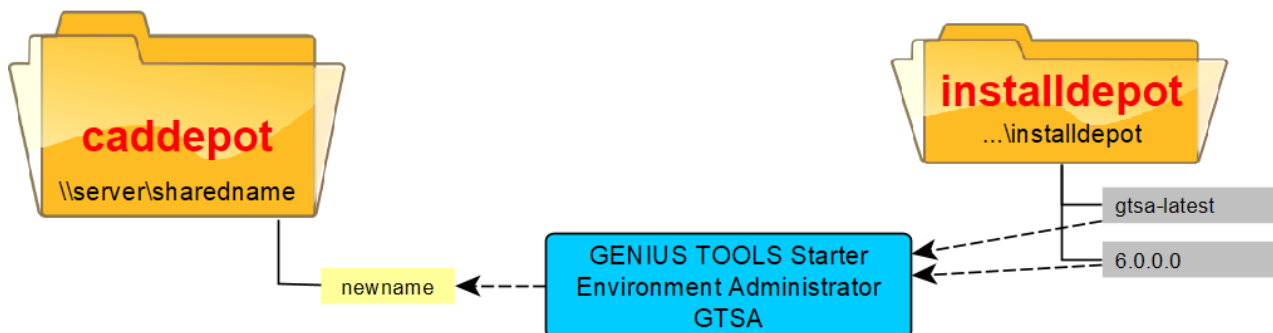 caddepot
\\server\sharedname
installdepot
...\installdepot
gtsa-latest
6.0.0.0
GENIUS TOOLS Starter
Environment Administrator
GTSA
newname